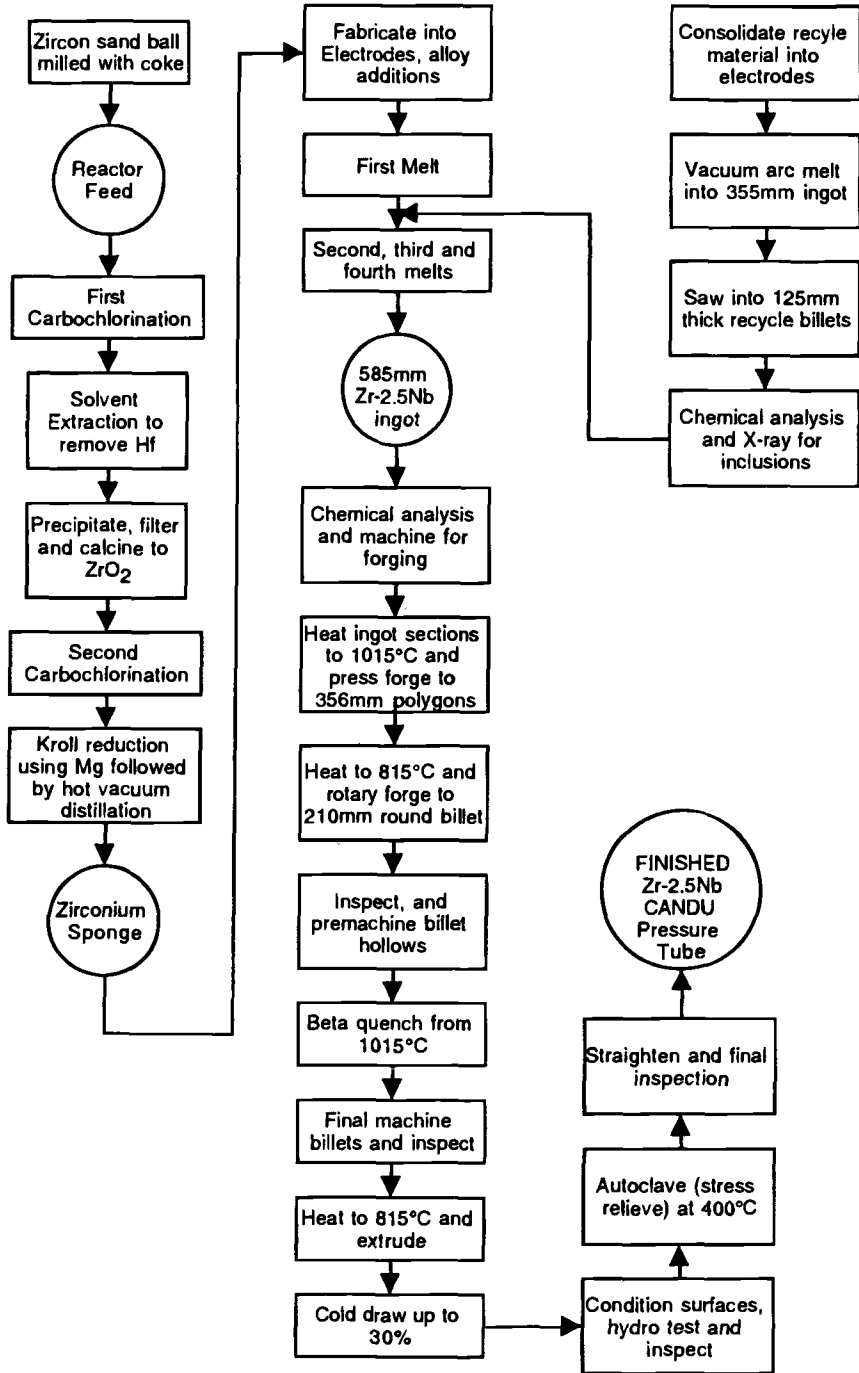 Zircon sand ball
milled with coke
Reactor
Feed
First
Carbochlorination
Solvent
Extraction to
remove Hf
Precipitate, filter
and calcine to
ZrO2
Second
Carbochlorination
Kroll reduction
using Mg followed
by hot vacuum
distillation
Zirconium
Sponge
Fabricate into
Electrodes, alloy
additions
First Melt
Second, third and
fourth melts
585mm
Zr-2.5Nb
ingot
Chemical analysis
and machine for
forging
Heat ingot sections
to 1015°C and
press forge to
356mm polygons
Heat to 815°C and
rotary forge to
210mm round billet
Inspect, and
premachine billet
hollows
Beta quench from
1015°C
Final machine
billets and inspect
Heat to 815°C and
extrude
Cold draw up to
30%
Consolidate recyle
material into
electrodes
Vacuum arc melt
into 355mm ingot
Saw into 125mm
thick recycle billets
Chemical analysis
and X-ray for
inclusions
Condition surfaces,
hydro test and
inspect
Autoclave (stress
relieve) at 400°C
Straighten and final
inspection
FINISHED
Zr-2.5Nb
CANDU
Pressure
Tube